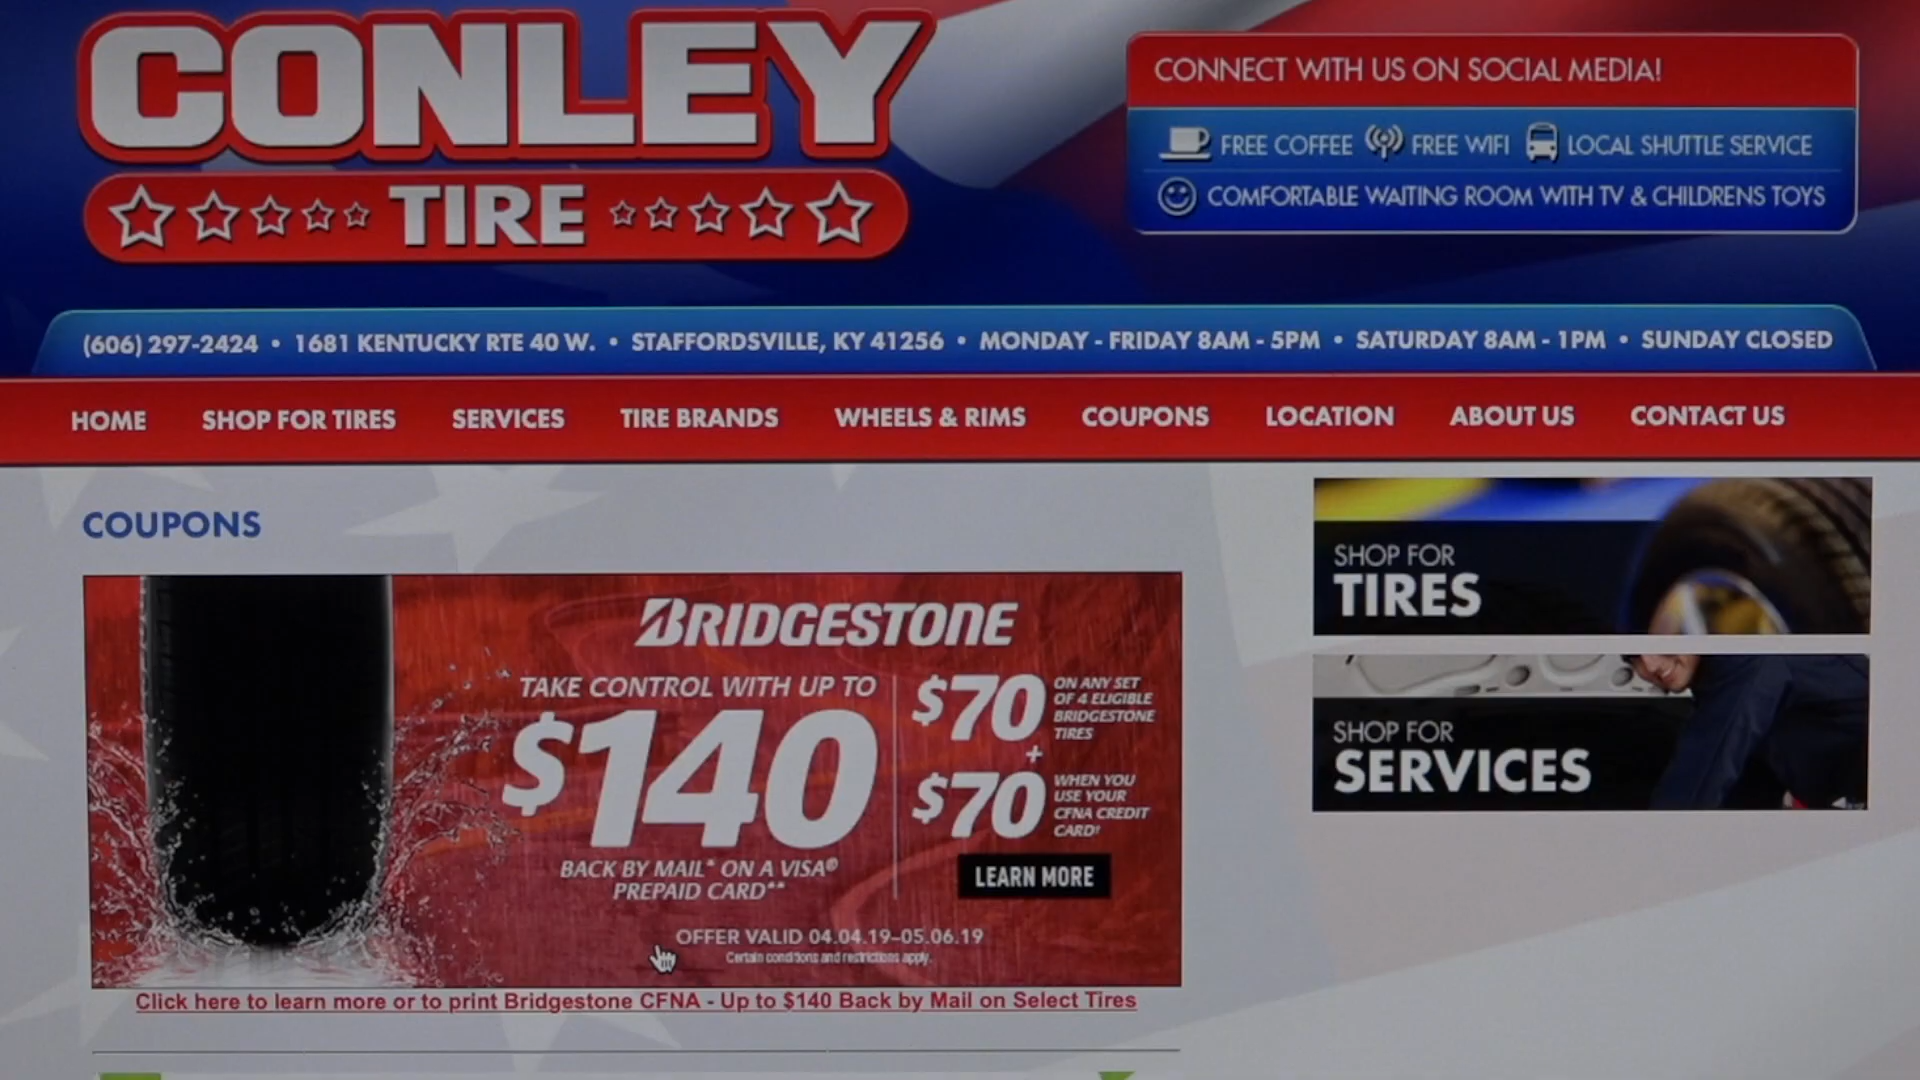 CONLEY
TIRE
CONNECT WITH US ON SOCIAL MEDIA!
FREE COFFEE FREE WIFI LOCAL SHUTTLE SERVICE
COMFORTABLE WAITING ROOM WITH TV & CHILDRENS TOYS
(606) 297-2424 • 1681 KENTUCKY RTE 40 W. • STAFFORDSVILLE, KY 41256 • MONDAY - FRIDAY 8AM - 5PM • SATURDAY 8AM - 1PM • SUNDAY CLOSED
HOME SHOP FOR TIRES SERVICES TIRE BRANDS WHEELS & RIMS COUPONS LOCATION ABOUT US CONTACT US
COUPONS
BRIDGESTONE
TAKE CONTROL WITH UP TO
$140
BACK BY MAIL* ON A VISA®
PREPAID CARD**
$70
ON ANY SET
OF 4 ELIGIBLE
BRIDGESTONE
TIRES
+
$70
WHEN YOU
USE YOUR
CFNA CREDIT
CARD†
LEARN MORE
OFFER VALID 04.04.19–05.06.19
Certain conditions and restrictions apply.
Click here to learn more or to print Bridgestone CFNA - Up to $140 Back by Mail on Select Tires
SHOP FOR
TIRES
SHOP FOR
SERVICES